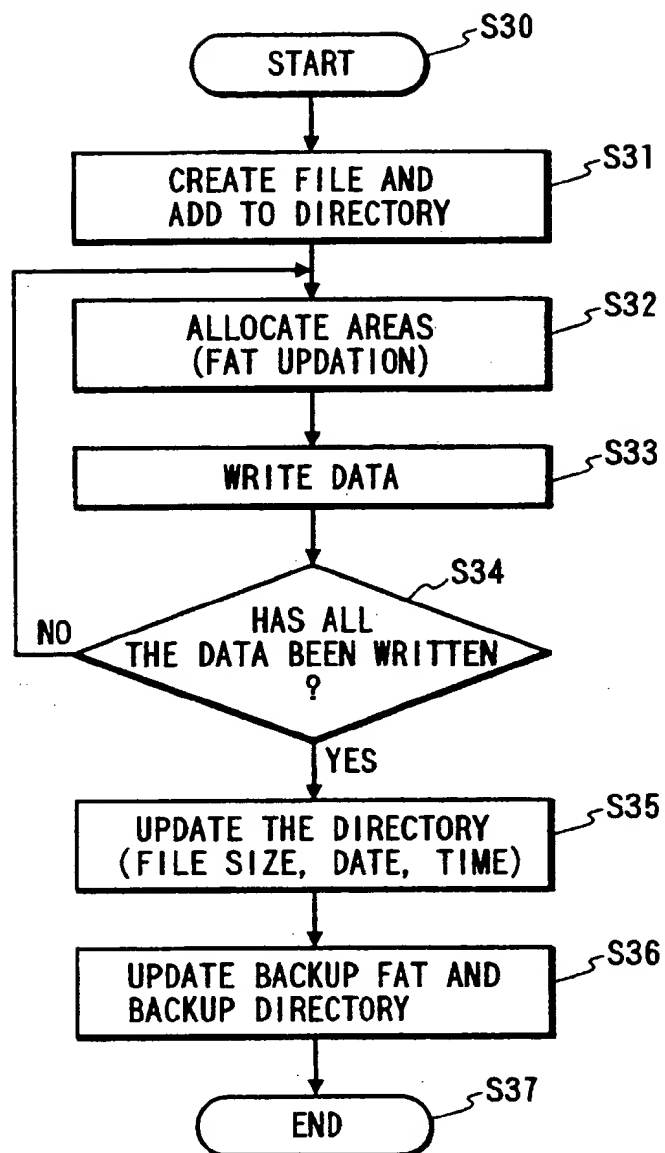 S30
START
S31
CREATE FILE AND
ADD TO DIRECTORY
S32
ALLOCATE AREAS
(FAT UPDATION)
S33
WRITE DATA
S34
HAS ALL
THE DATA BEEN WRITTEN
?
NO
YES
S35
UPDATE THE DIRECTORY
(FILE SIZE, DATE, TIME)
S36
UPDATE BACKUP FAT AND
BACKUP DIRECTORY
S37
END